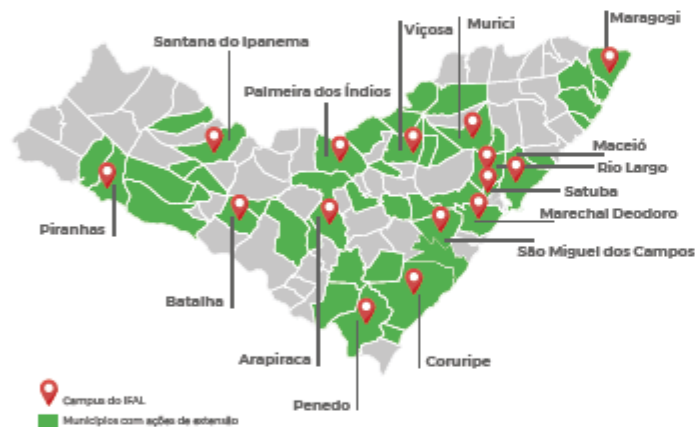 Maragogi
Viçosa
Murici
Santana do Ipanema
Palmeira dos Índios
Maceió
Rio Largo
Satuba
Marechal Deodoro
São Miguel dos Campos
Piranhas
Batalha
Arapiraca
Coruripe
Penedo
Campus do IFAL
Municípios com ações de extensão